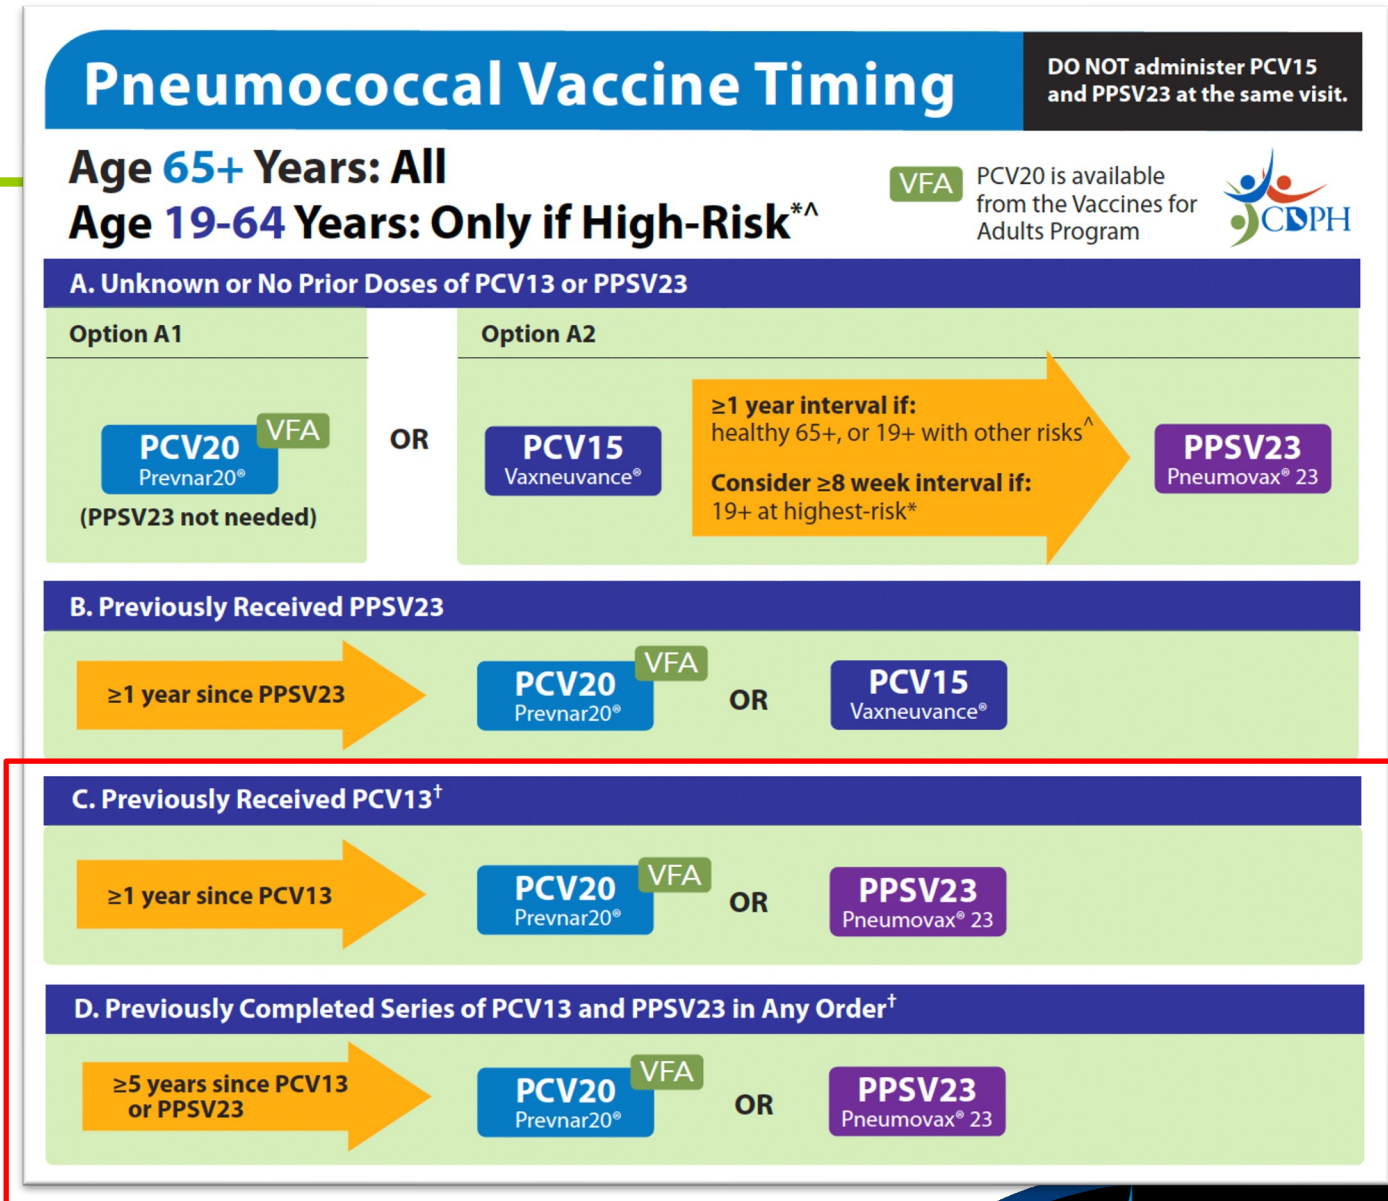 Pneumococcal Vaccine Timing
DO NOT administer PCV15
and PPSV23 at the same visit.
Age 65+ Years: All
Age 19-64 Years: Only if High-Risk*^
VFA
PCV20 is available
from the Vaccines for
Adults Program
CDPH
A. Unknown or No Prior Doses of PCV13 or PPSV23
Option A1
PCV20
VFA
Prevnar20®
(PPSV23 not needed)
OR
Option A2
PCV15
Vaxneuvance®
≥1 year interval if:
healthy 65+, or 19+ with other risks^
Consider ≥8 week interval if:
19+ at highest-risk*
PPSV23
Pneumovax® 23
B. Previously Received PPSV23
≥1 year since PPSV23
PCV20
VFA
Prevnar20®
OR
PCV15
Vaxneuvance®
C. Previously Received PCV13†
≥1 year since PCV13
PCV20
VFA
Prevnar20®
OR
PPSV23
Pneumovax® 23
D. Previously Completed Series of PCV13 and PPSV23 in Any Order†
≥5 years since PCV13
or PPSV23
PCV20
VFA
Prevnar20®
OR
PPSV23
Pneumovax® 23